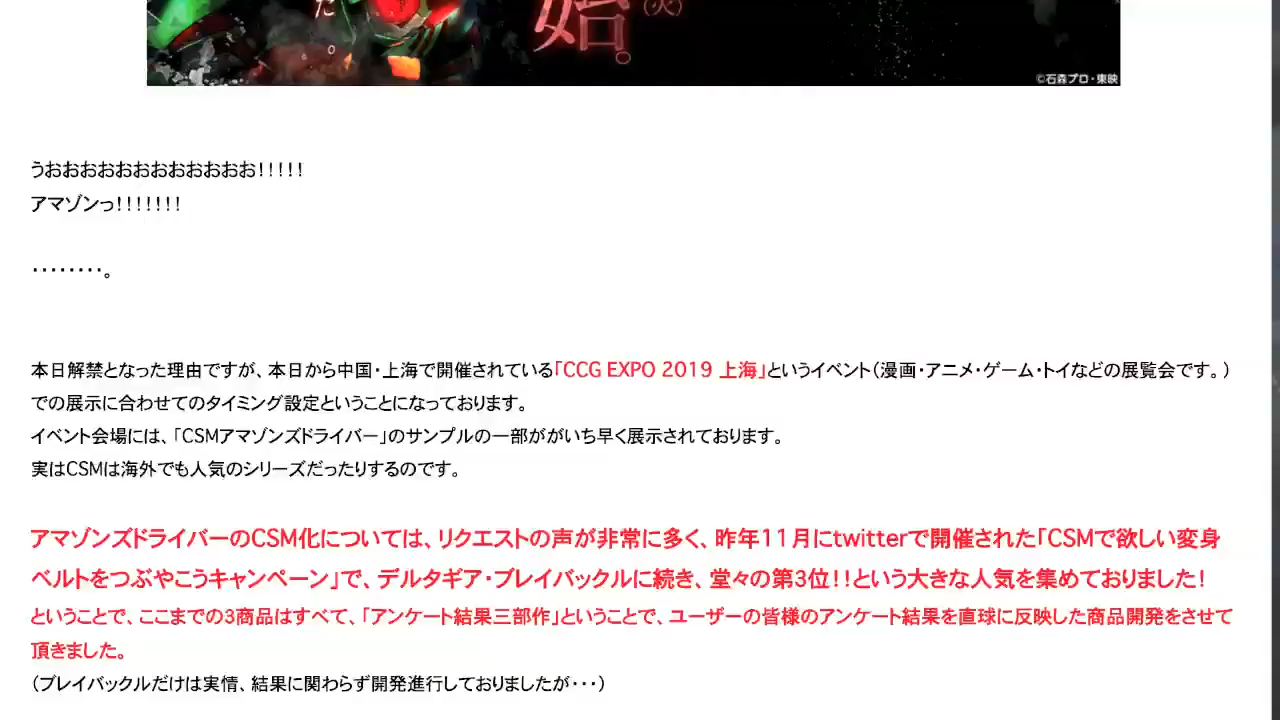 た。
始。
(火)
©石森プロ・東映
うおおおおおおおおおおおお!!!!!
アマゾンっ!!!!!!!
・・・・・・・・。
本日解禁となった理由ですが、本日から中国・上海で開催されている「CCG EXPO 2019 上海」というイベント(漫画・アニメ・ゲーム・トイなどの展覧会です。)
での展示に合わせてのタイミング設定ということになっております。
イベント会場には、「CSMアマゾンズドライバー」のサンプルの一部ががいち早く展示されております。
実はCSMは海外でも人気のシリーズだったりするのです。
アマゾンズドライバーのCSM化については、リクエストの声が非常に多く、昨年11月にtwitterで開催された「CSMで欲しい変身
ベルトをつぶやこうキャンペーン」で、デルタギア・ブレイバックルに続き、堂々の第3位!!という大きな人気を集めておりました!
ということで、ここまでの3商品はすべて、「アンケート結果三部作」ということで、ユーザーの皆様のアンケート結果を直球に反映した商品開発をさせて
頂きました。
(ブレイバックルだけは実情、結果に関わらず開発進行しておりましたが・・・)